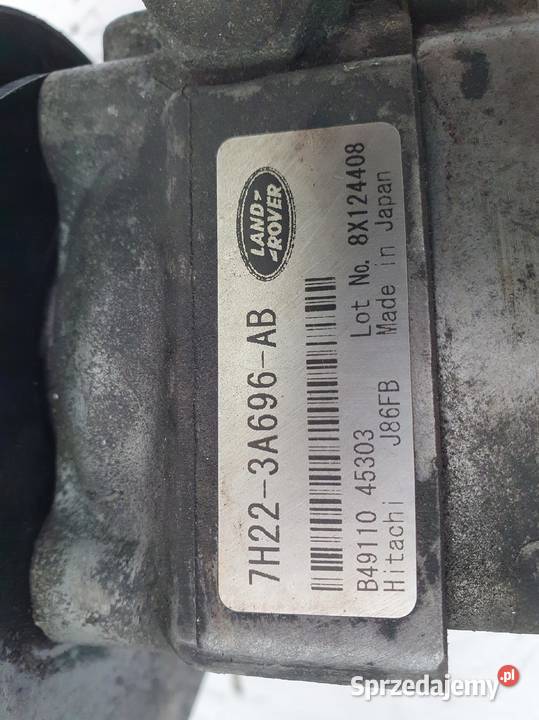 LAND-
-ROVER
7H22-3A696-AB
B49110 45303
Lot No. 8X124408
Hitachi J86FB
Made in Japan
Sprzedajemy.pl